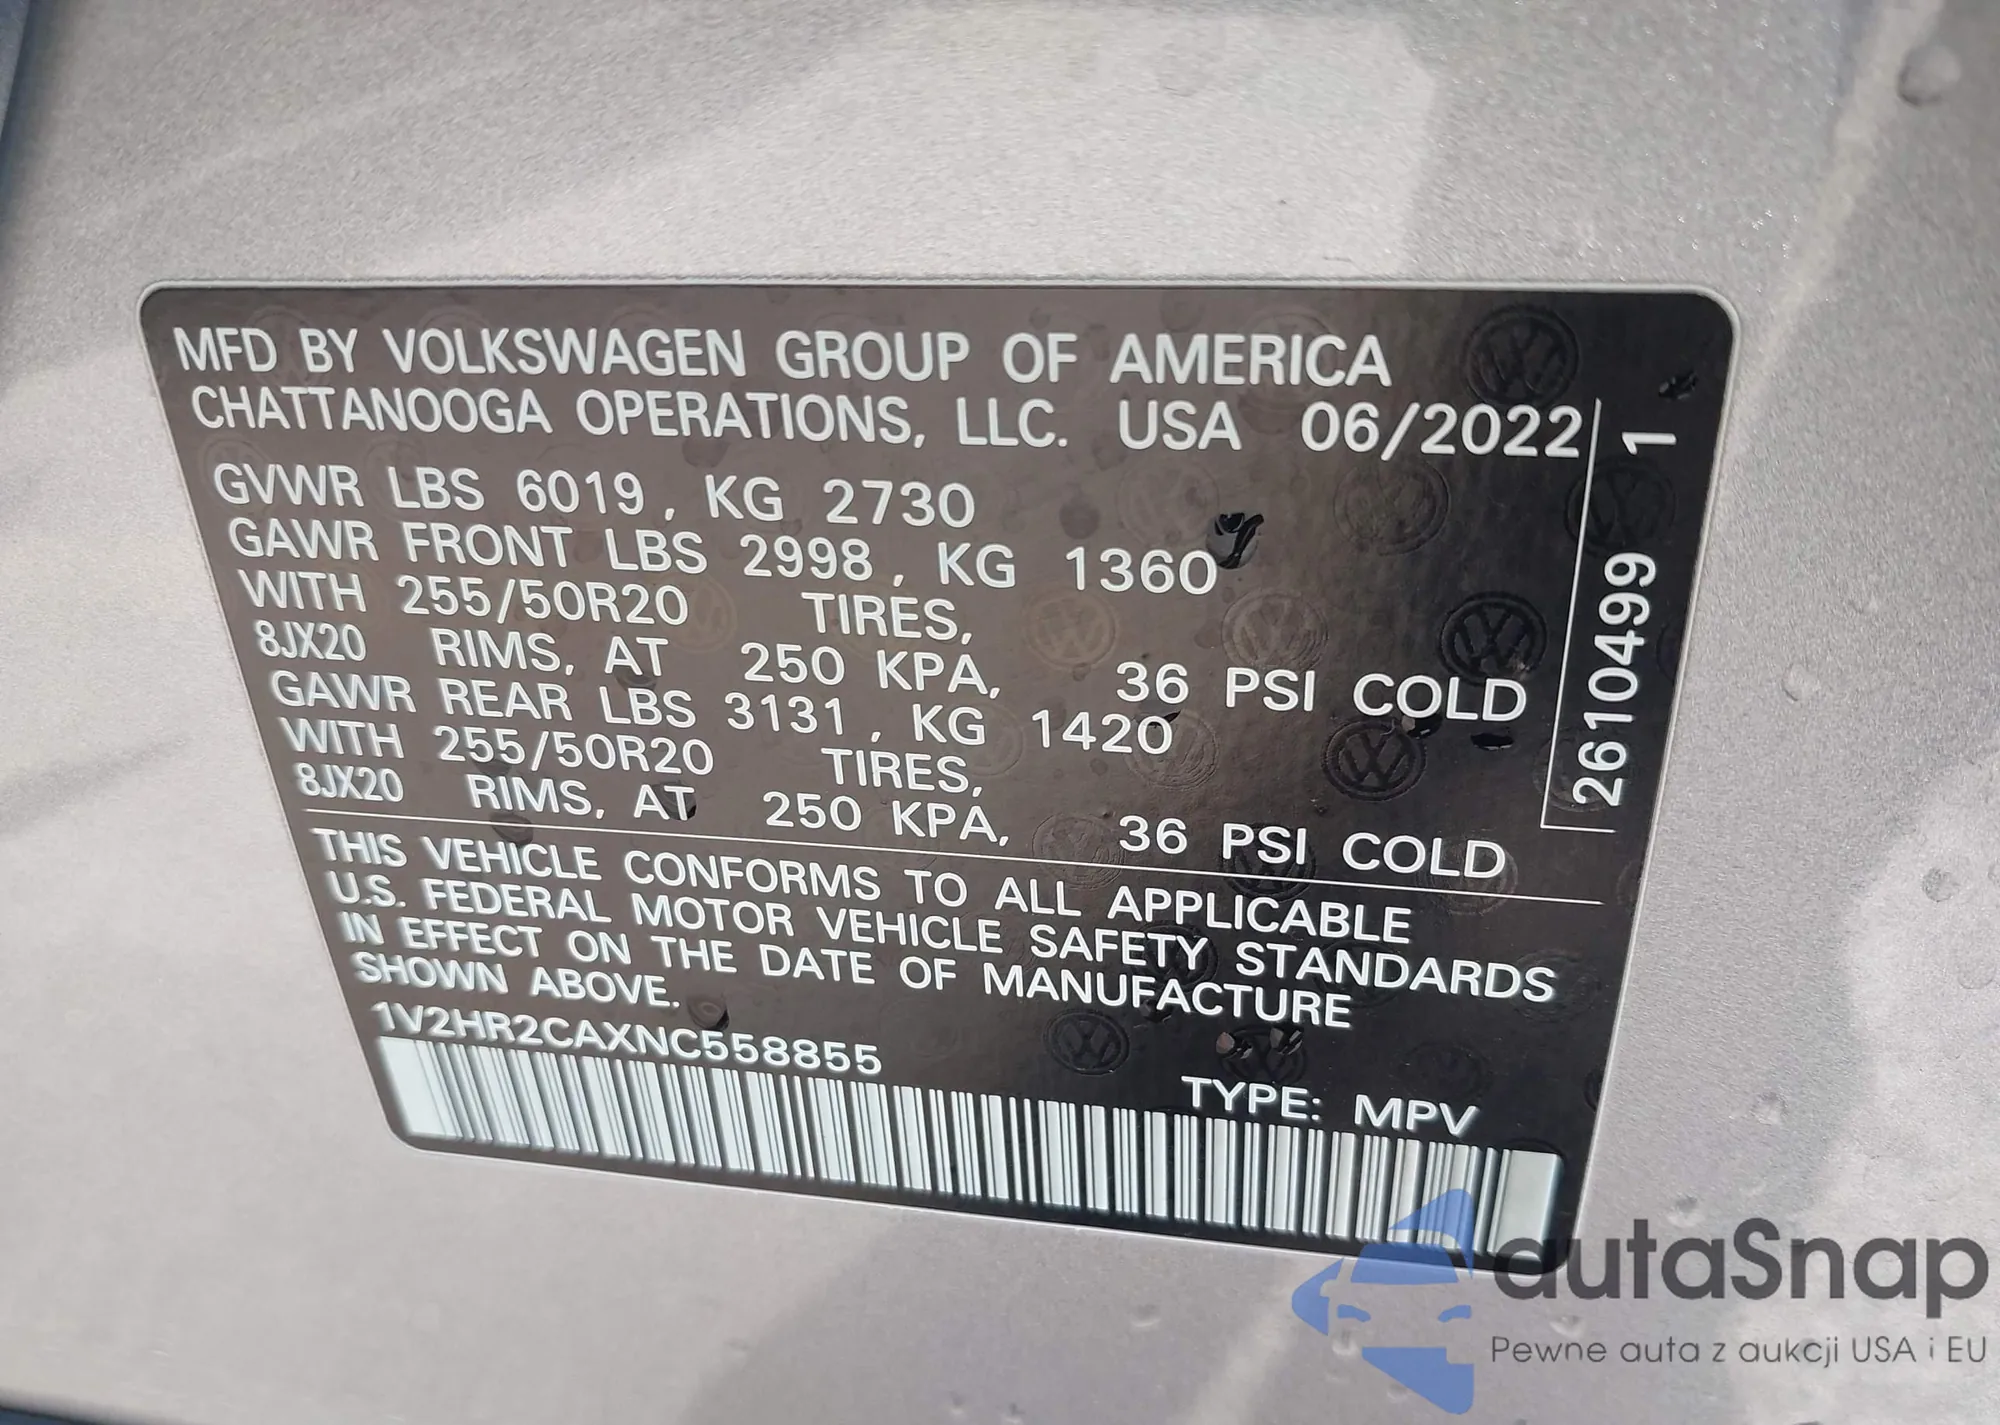 MFD BY VOLKSWAGEN GROUP OF AMERICA
CHATTANOOGA OPERATIONS, LLC. USA 06/2022
GVWR LBS 6019, KG 2730
GAWR FRONT LBS 2998, KG 1360
WITH 255/50R20 TIRES,
8JX20 RIMS, AT 250 KPA, 36 PSI COLD
GAWR REAR LBS 3131, KG 1420
WITH 255/50R20 TIRES,
8JX20 RIMS, AT 250 KPA, 36 PSI COLD
THIS VEHICLE CONFORMS TO ALL APPLICABLE
U.S. FEDERAL MOTOR VEHICLE SAFETY STANDARDS
IN EFFECT ON THE DATE OF MANUFACTURE
SHOWN ABOVE.
1V2HR2CAXNC558855
TYPE: MPV
26104499 1
autaSnap
Pewne auta z aukcji USA i EU